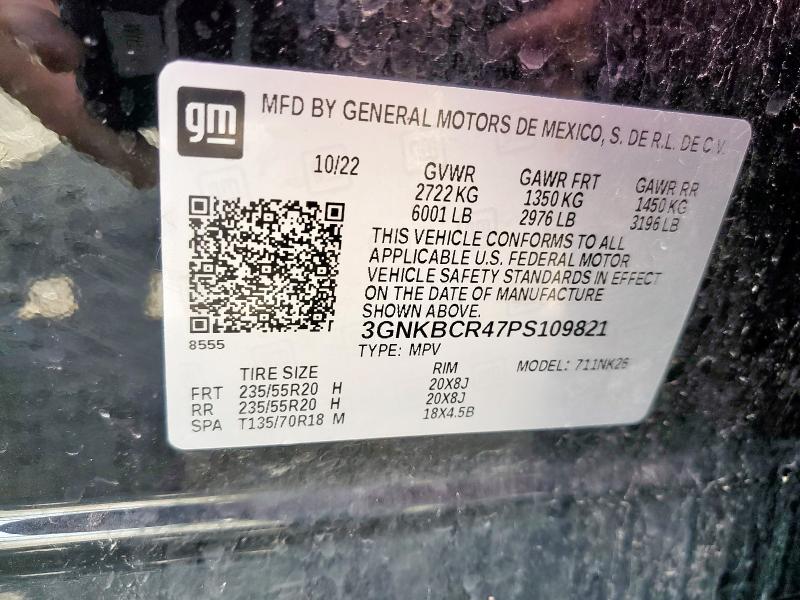 gm
MFD BY GENERAL MOTORS DE MEXICO, S. DE R.L. DE C.V.
10/22
GVWR GAWR FRT GAWR RR
2722 KG 1350 KG 1450 KG
6001 LB 2976 LB 3196 LB
THIS VEHICLE CONFORMS TO ALL
APPLICABLE U.S. FEDERAL MOTOR
VEHICLE SAFETY STANDARDS IN EFFECT
ON THE DATE OF MANUFACTURE
SHOWN ABOVE.
3GNKBCR47PS109821
8555
TYPE: MPV MODEL: 711NK26
TIRE SIZE RIM
FRT 235/55R20 H 20X8J
RR 235/55R20 H 20X8J
SPA T135/70R18 M 18X4.5B